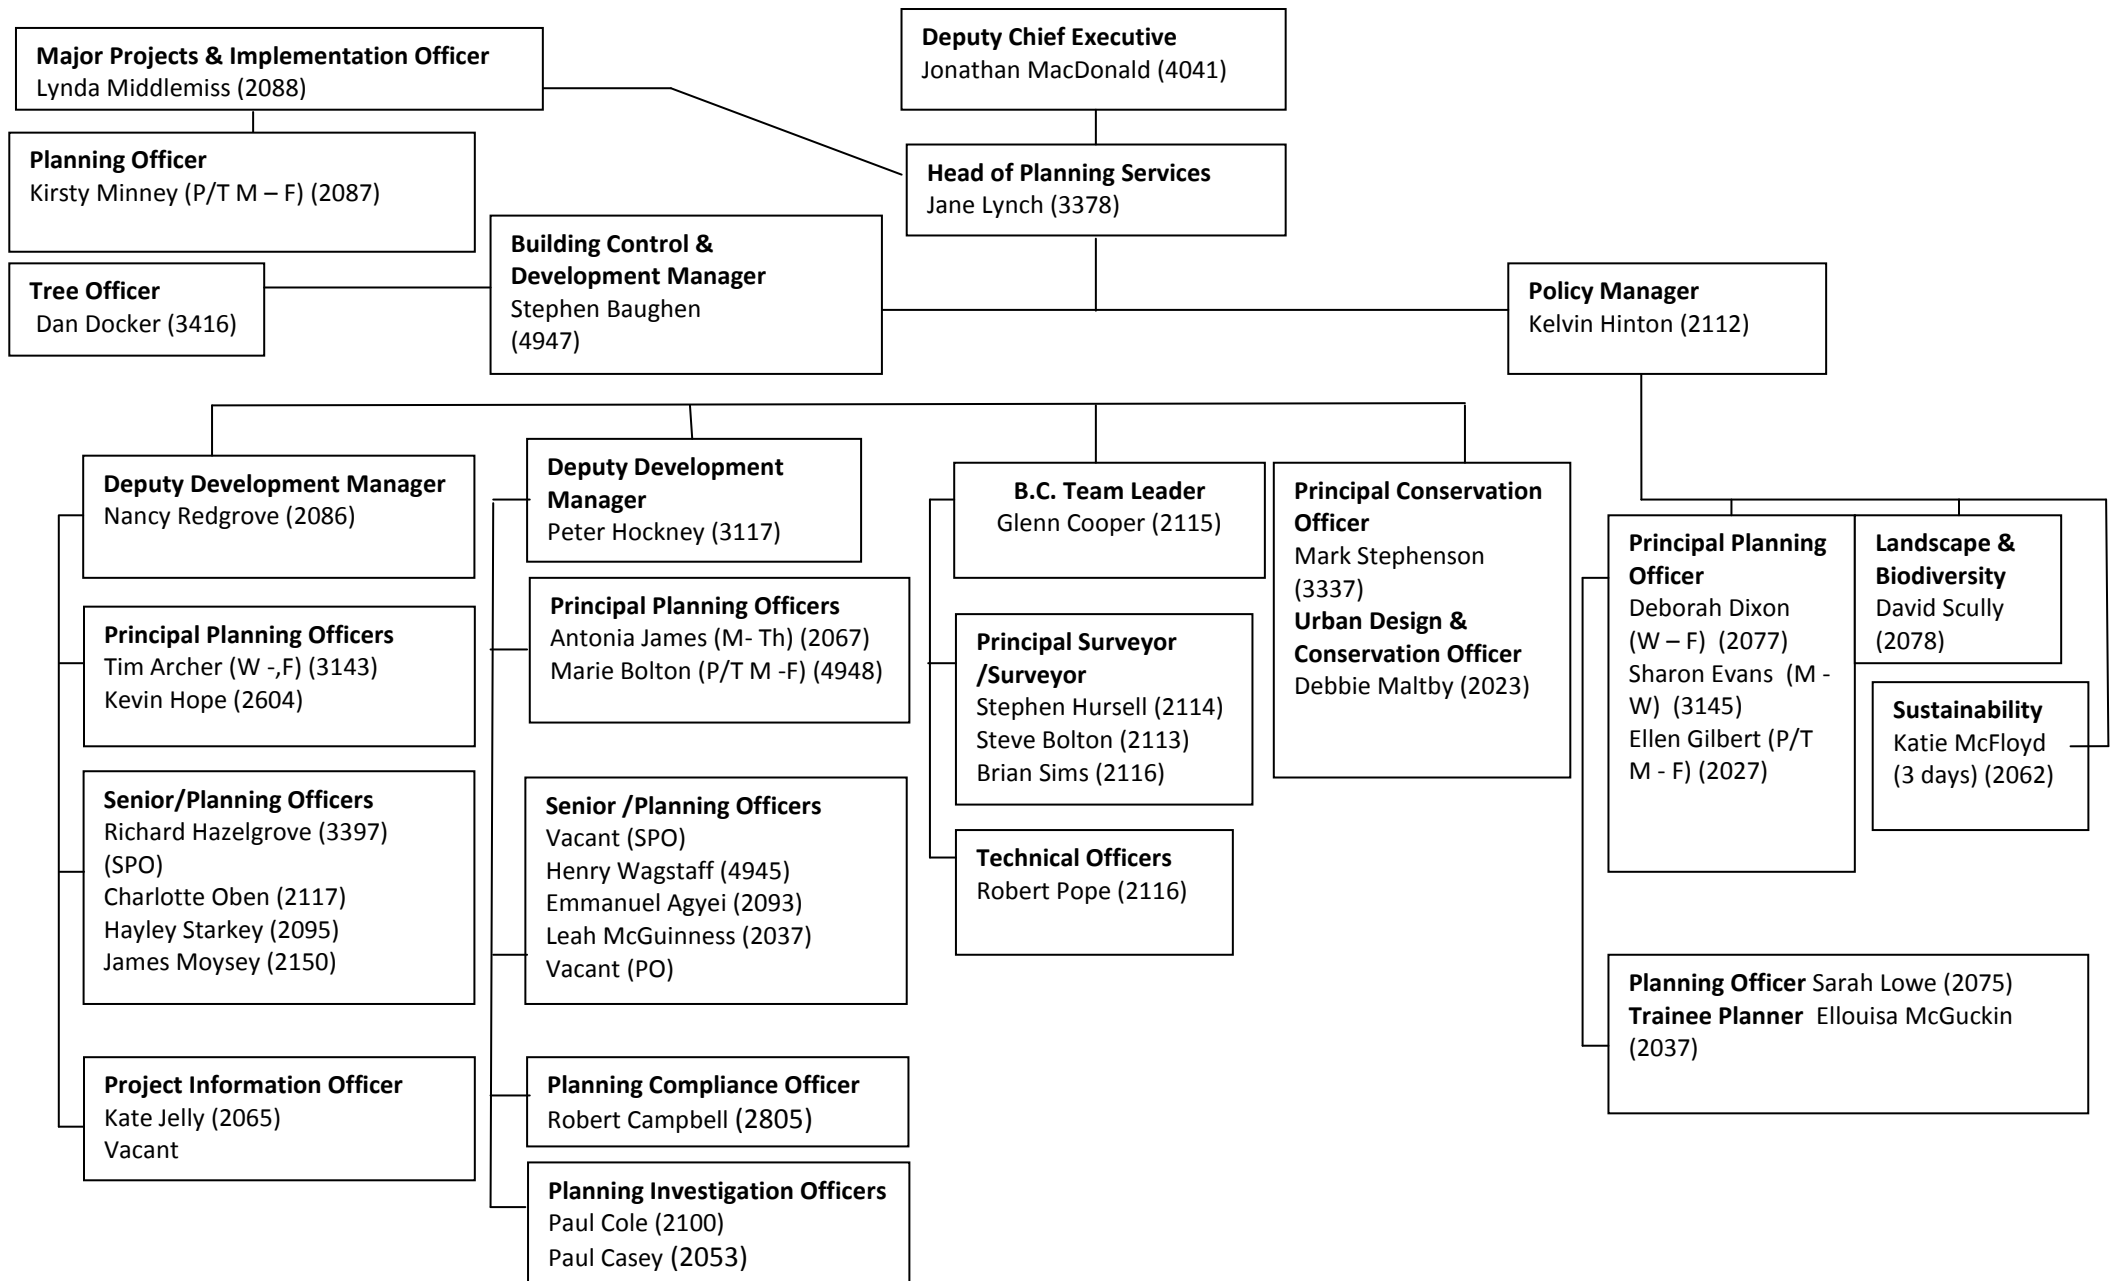 Major Projects & Implementation Officer
Lynda Middlemiss (2088)
Deputy Chief Executive
Jonathan MacDonald (4041)
Planning Officer
Kirsty Minney (P/T M – F) (2087)
Head of Planning Services
Jane Lynch (3378)
Building Control &
Development Manager
Stephen Baughen
(4947)
Tree Officer
Dan Docker (3416)
Policy Manager
Kelvin Hinton (2112)
Deputy Development Manager
Nancy Redgrove (2086)
Principal Planning Officers
Tim Archer (W -,F) (3143)
Kevin Hope (2604)
Senior/Planning Officers
Richard Hazelgrove (3397)
(SPO)
Charlotte Oben (2117)
Hayley Starkey (2095)
James Moysey (2150)
Project Information Officer
Kate Jelly (2065)
Vacant
Deputy Development
Manager
Peter Hockney (3117)
Principal Planning Officers
Antonia James (M- Th) (2067)
Marie Bolton (P/T M -F) (4948)
Senior /Planning Officers
Vacant (SPO)
Henry Wagstaff (4945)
Emmanuel Agyei (2093)
Leah McGuinness (2037)
Vacant (PO)
Planning Compliance Officer
Robert Campbell (2805)
Planning Investigation Officers
Paul Cole (2100)
Paul Casey (2053)
B.C. Team Leader
Glenn Cooper (2115)
Principal Surveyor
/Surveyor
Stephen Hursell (2114)
Steve Bolton (2113)
Brian Sims (2116)
Technical Officers
Robert Pope (2116)
Principal Conservation
Officer
Mark Stephenson
(3337)
Urban Design &
Conservation Officer
Debbie Maltby (2023)
Principal Planning
Officer
Deborah Dixon
(W – F) (2077)
Sharon Evans (M -
W) (3145)
Ellen Gilbert (P/T
M - F) (2027)
Landscape &
Biodiversity
David Scully
(2078)
Sustainability
Katie McFloyd
(3 days) (2062)
Planning Officer Sarah Lowe (2075)
Trainee Planner Ellouisa McGuckin
(2037)